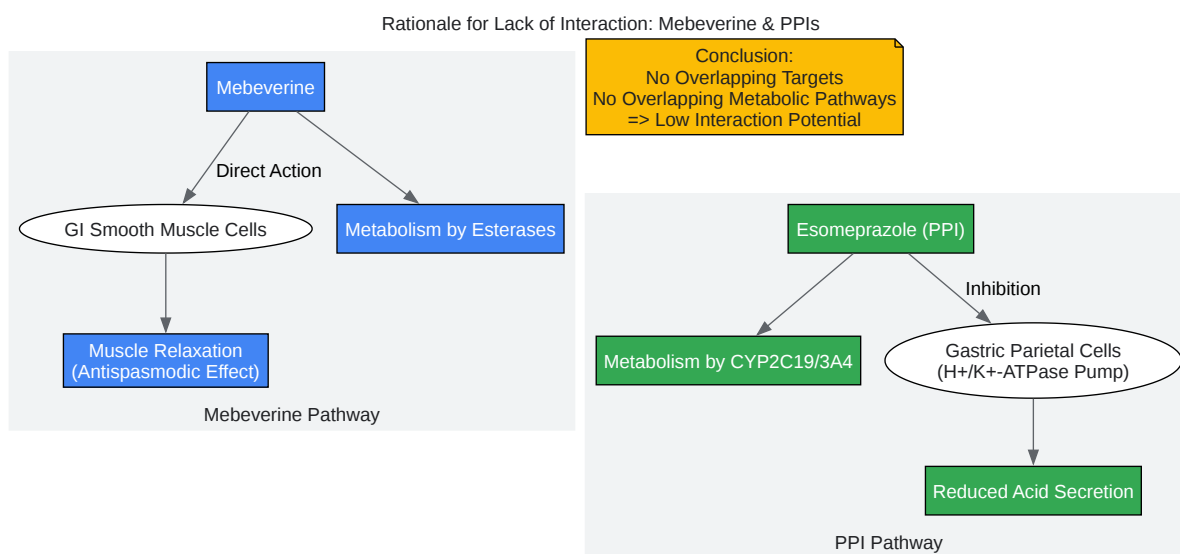 Rationale for Lack of Interaction: Mebeverine & PPIs
Conclusion:
No Overlapping Targets
No Overlapping Metabolic Pathways
=> Low Interaction Potential
Mebeverine
Direct Action
GI Smooth Muscle Cells
Metabolism by Esterases
Muscle Relaxation
(Antispasmodic Effect)
Mebeverine Pathway
Esomeprazole (PPI)
Inhibition
Metabolism by CYP2C19/3A4
Gastric Parietal Cells
(H+/K+-ATPase Pump)
Reduced Acid Secretion
PPI Pathway